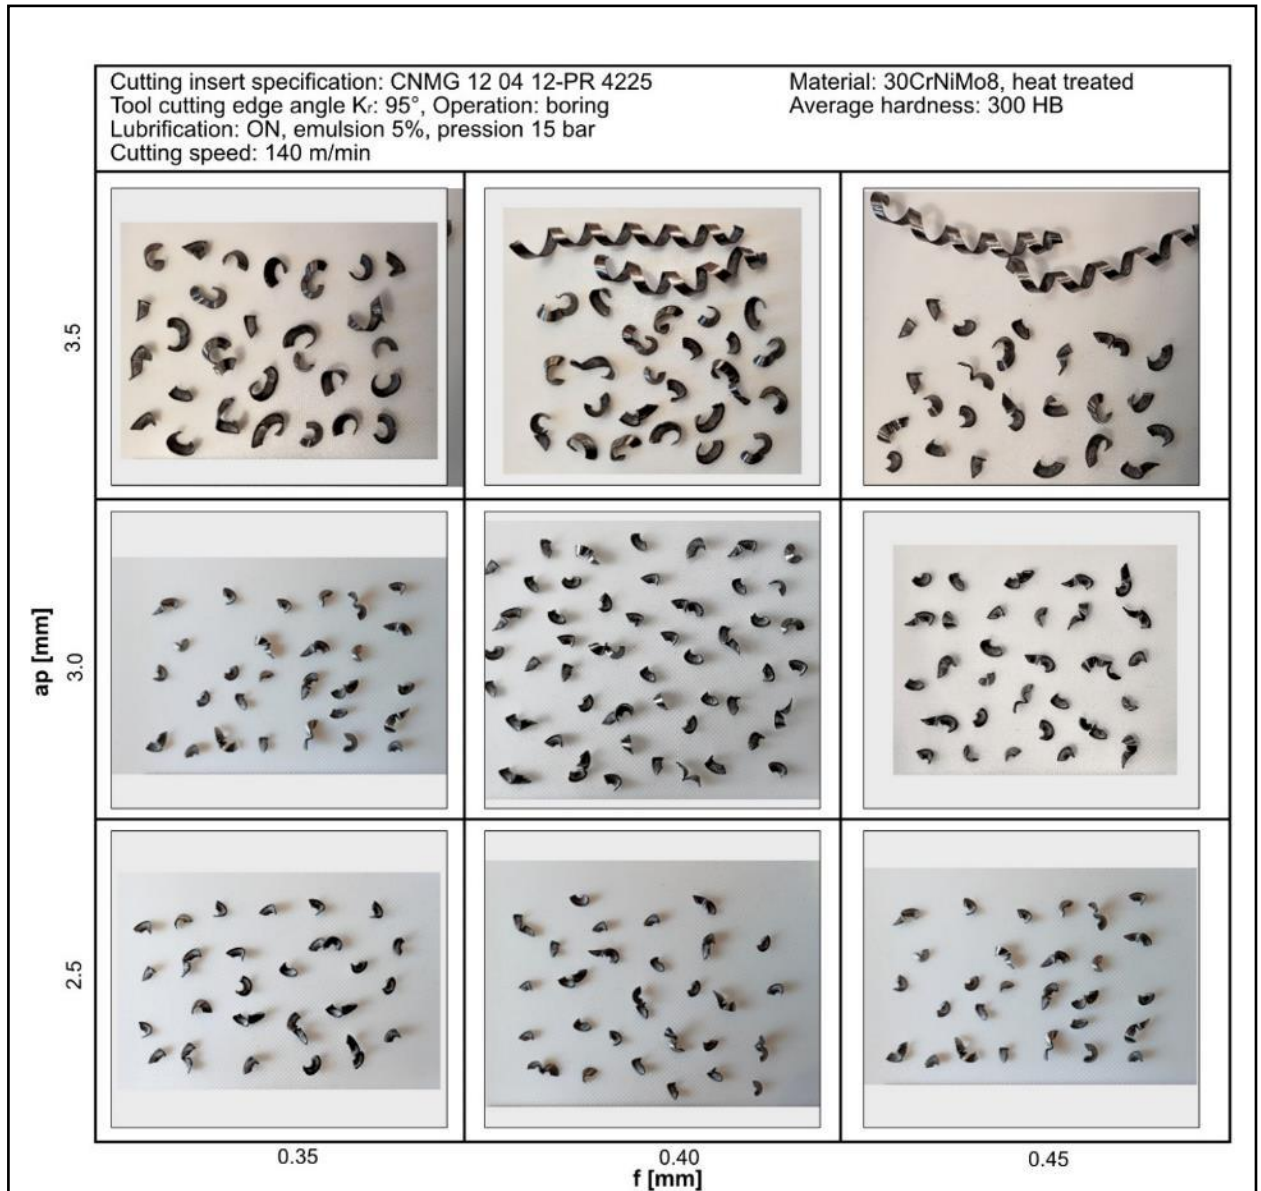 Cutting insert specification: CNMG 12 04 12-PR 4225
Tool cutting edge angle Kr: 95°, Operation: boring
Lubrification: ON, emulsion 5%, pression 15 bar
Cutting speed: 140 m/min
Material: 30CrNiMo8, heat treated
Average hardness: 300 HB
ap [mm]
3.5
3.0
2.5
0.35
0.40
0.45
f [mm]